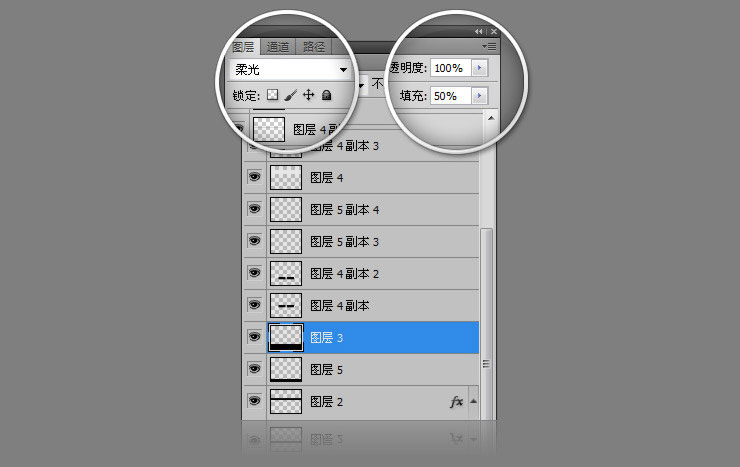 图层 通道 路径
柔光
不透明度: 100%
锁定:
填充: 50%
图层 4 副
图层 4 副本 3
图层 4
图层 5 副本 4
图层 5 副本 3
图层 4 副本 2
图层 4 副本
图层 3
图层 5
图层 2 fx
图层 5